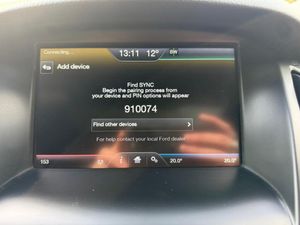 Connecting...
13:11 12°
Add device
Find SYNC
Begin the pairing process from
your device and PIN options will appear
910074
Find other devices
For help contact your local Ford dealer
153
20.0° 20.0°